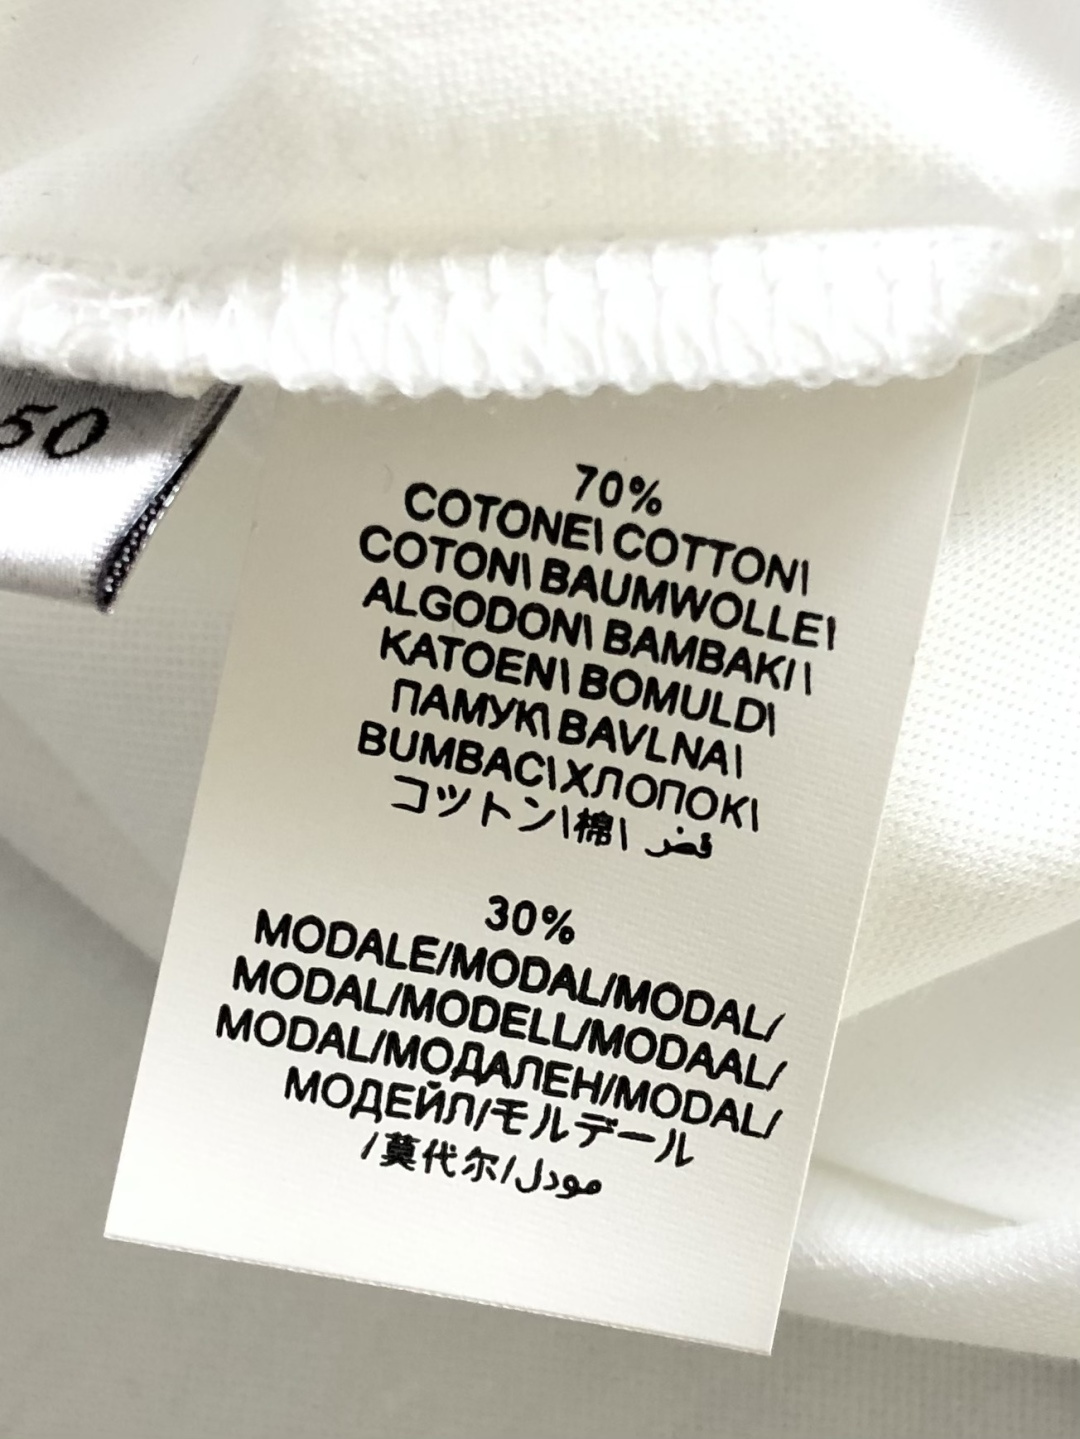 50
70%
COTONE\ COTTON\
COTON\ BAUMWOLLE\
ALGODON\ BAMBAKI \
KATOEN\ BOMULD\
ПАМУК\ BAVLNA\
BUMBAC\ ХЛОПОК\
コットン\棉\
30%
MODALE/MODAL/MODAL/
MODAL/MODELL/MODAAL/
MODAL/МОДАЛЕН/MODAL/
МОДЕЙЛ/モルデール
/莫代尔/مودل